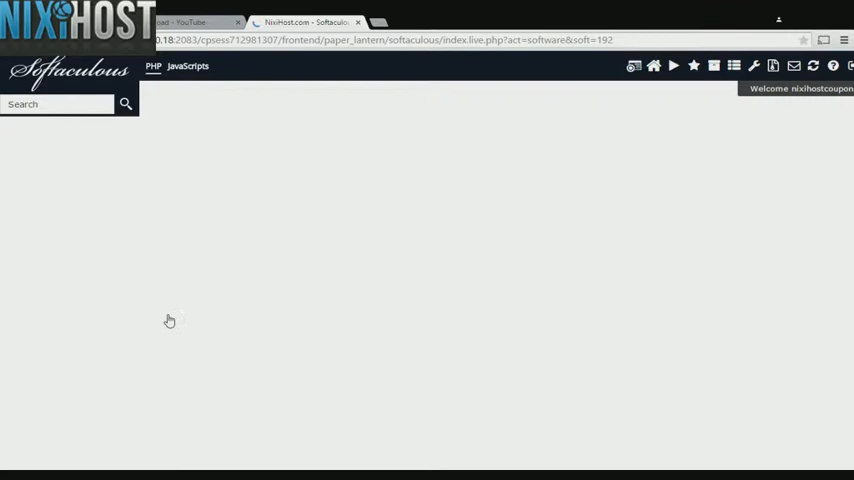 NIXIHOST
oad - YouTube
NixiHost.com - Softaculou
0.18:2083/cpsess712981307/frontend/paper_lantern/softaculous/index.live.php?act=software&soft=192
Softaculous
PHP
JavaScripts
Search
Welcome nixihostcoupon